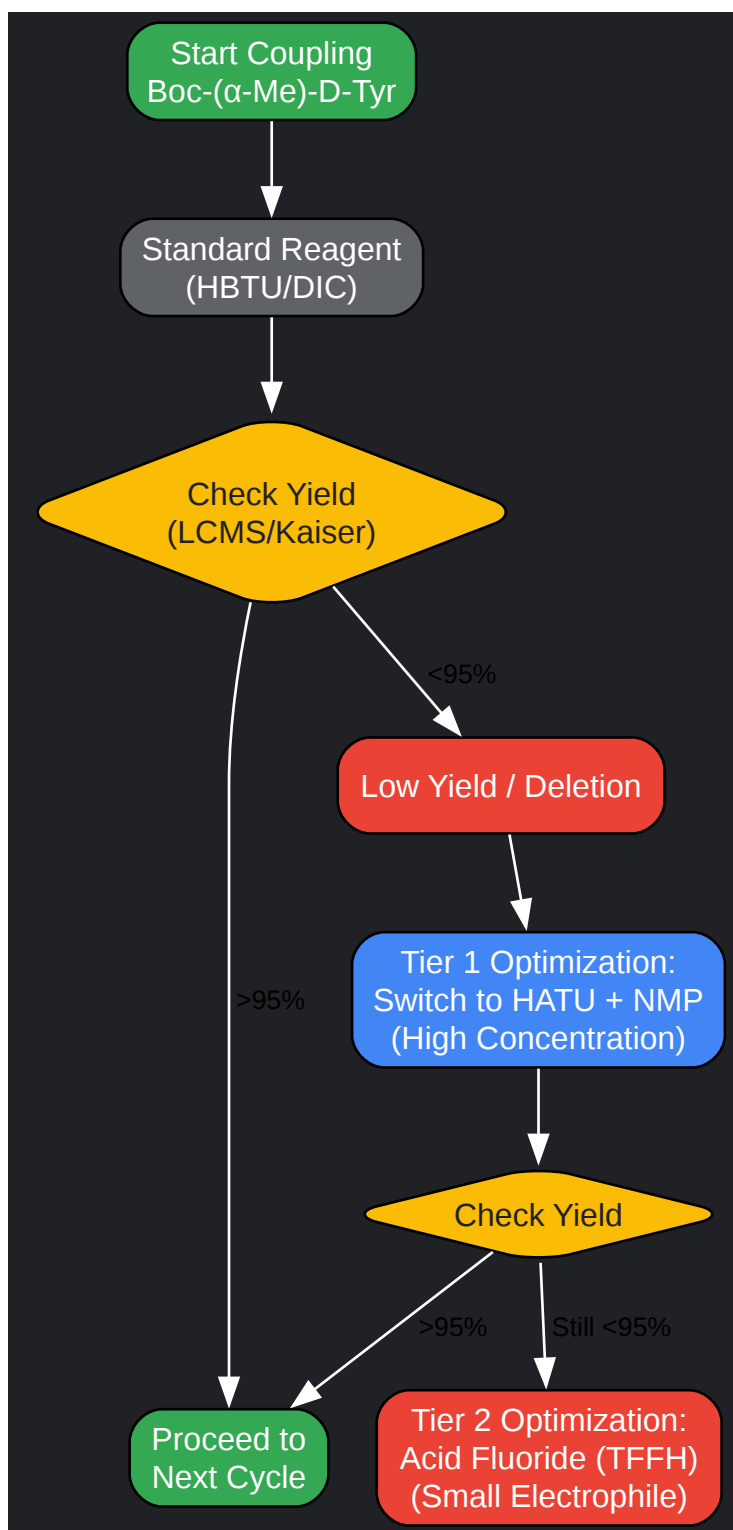 Start Coupling
Boc-(α-Me)-D-Tyr
Standard Reagent
(HBTU/DIC)
Check Yield
(LCMS/Kaiser)
<95%
Low Yield / Deletion
Tier 1 Optimization:
Switch to HATU + NMP
(High Concentration)
>95%
Check Yield
>95%
Still <95%
Proceed to
Next Cycle
Tier 2 Optimization:
Acid Fluoride (TFFH)
(Small Electrophile)